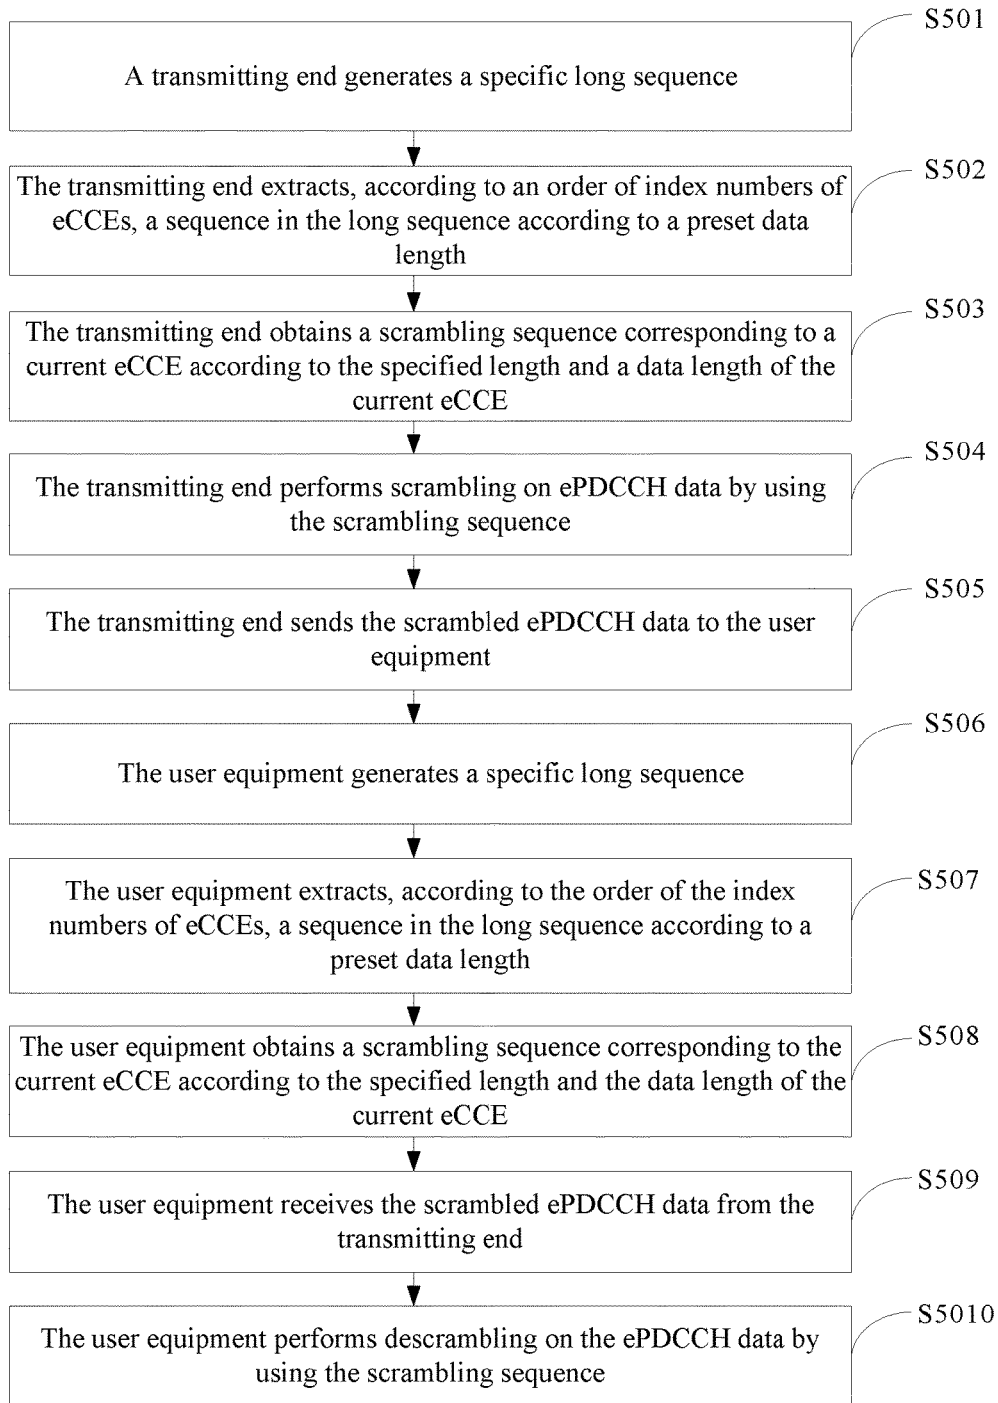 S501
A transmitting end generates a specific long sequence
S502
The transmitting end extracts, according to an order of index numbers of
eCCEs, a sequence in the long sequence according to a preset data
length
S503
The transmitting end obtains a scrambling sequence corresponding to a
current eCCE according to the specified length and a data length of the
current eCCE
S504
The transmitting end performs scrambling on ePDCCH data by using
the scrambling sequence
S505
The transmitting end sends the scrambled ePDCCH data to the user
equipment
S506
The user equipment generates a specific long sequence
S507
The user equipment extracts, according to the order of the index
numbers of eCCEs, a sequence in the long sequence according to a
preset data length
S508
The user equipment obtains a scrambling sequence corresponding to the
current eCCE according to the specified length and the data length of the
current eCCE
S509
The user equipment receives the scrambled ePDCCH data from the
transmitting end
S5010
The user equipment performs descrambling on the ePDCCH data by
using the scrambling sequence